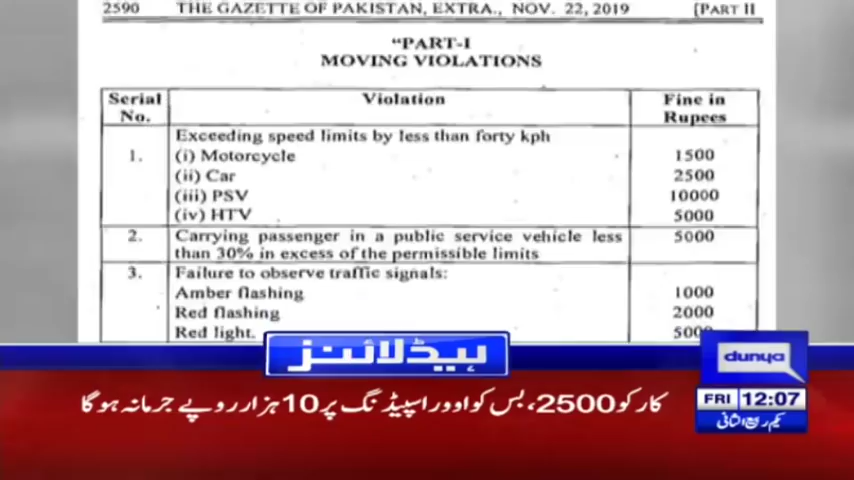 2590 THE GAZETTE OF PAKISTAN, EXTRA., NOV. 22, 2019 [PART II
“PART-I
MOVING VIOLATIONS
Serial No. Violation Fine in Rupees
1. Exceeding speed limits by less than forty kph
(i) Motorcycle 1500
(ii) Car 2500
(iii) PSV 10000
(iv) HTV 5000
2. Carrying passenger in a public service vehicle less 5000
than 30% in excess of the permissible limits
3. Failure to observe traffic signals:
Amber flashing 1000
Red flashing 2000
Red light. 5000
ہیڈلائنز
dunya
کار کو 2500، بس کو اوور اسپیڈنگ پر 10 ہزار روپے جرمانہ ہوگا
FRI 12:07
یکم ربیع الثانی